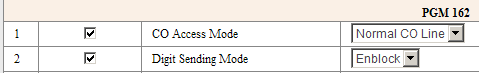 PGM 162
1 CO Access Mode Normal CO Line
2 Digit Sending Mode Enblock